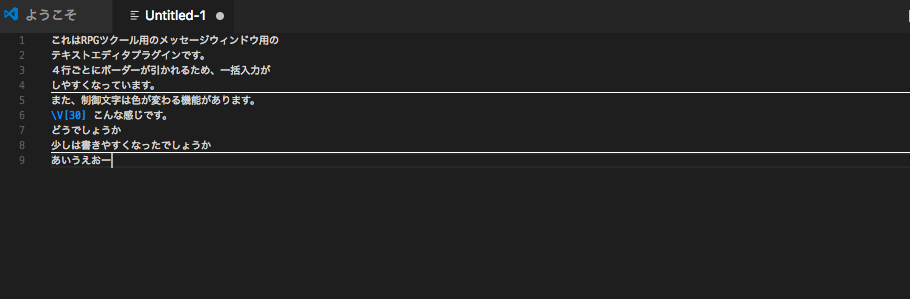 ようこそ
Untitled-1
1 これはRPGツクール用のメッセージウィンドウ用の
2 テキストエディタプラグインです。
3 4行ごとにボーダーが引かれるため、一括入力が
4 しやすくなっています。
5 また、制御文字は色が変わる機能があります。
6 \V[30] こんな感じです。
7 どうでしょうか
8 少しは書きやすくなったでしょうか
9 あいうえおー